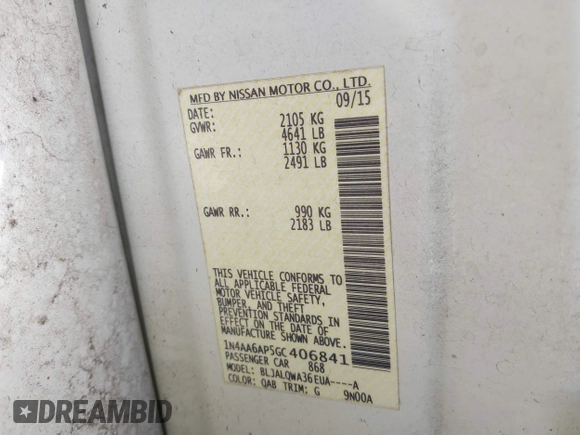 MFD BY NISSAN MOTOR CO., LTD.
DATE: 09/15
GVWR: 2105 KG
4641 LB
GAWR FR.: 1130 KG
2491 LB
GAWR RR.: 990 KG
2183 LB
THIS VEHICLE CONFORMS TO
ALL APPLICABLE FEDERAL
MOTOR VEHICLE SAFETY,
BUMPER, AND THEFT
PREVENTION STANDARDS IN
EFFECT ON THE DATE OF
MANUFACTURE SHOWN ABOVE.
1N4AA6AP5GC406841
PASSENGER CAR 868
MODEL: BLJALQWA36EUA----A
COLOR: QAB TRIM: G 9N00A
EPICVIN.COM